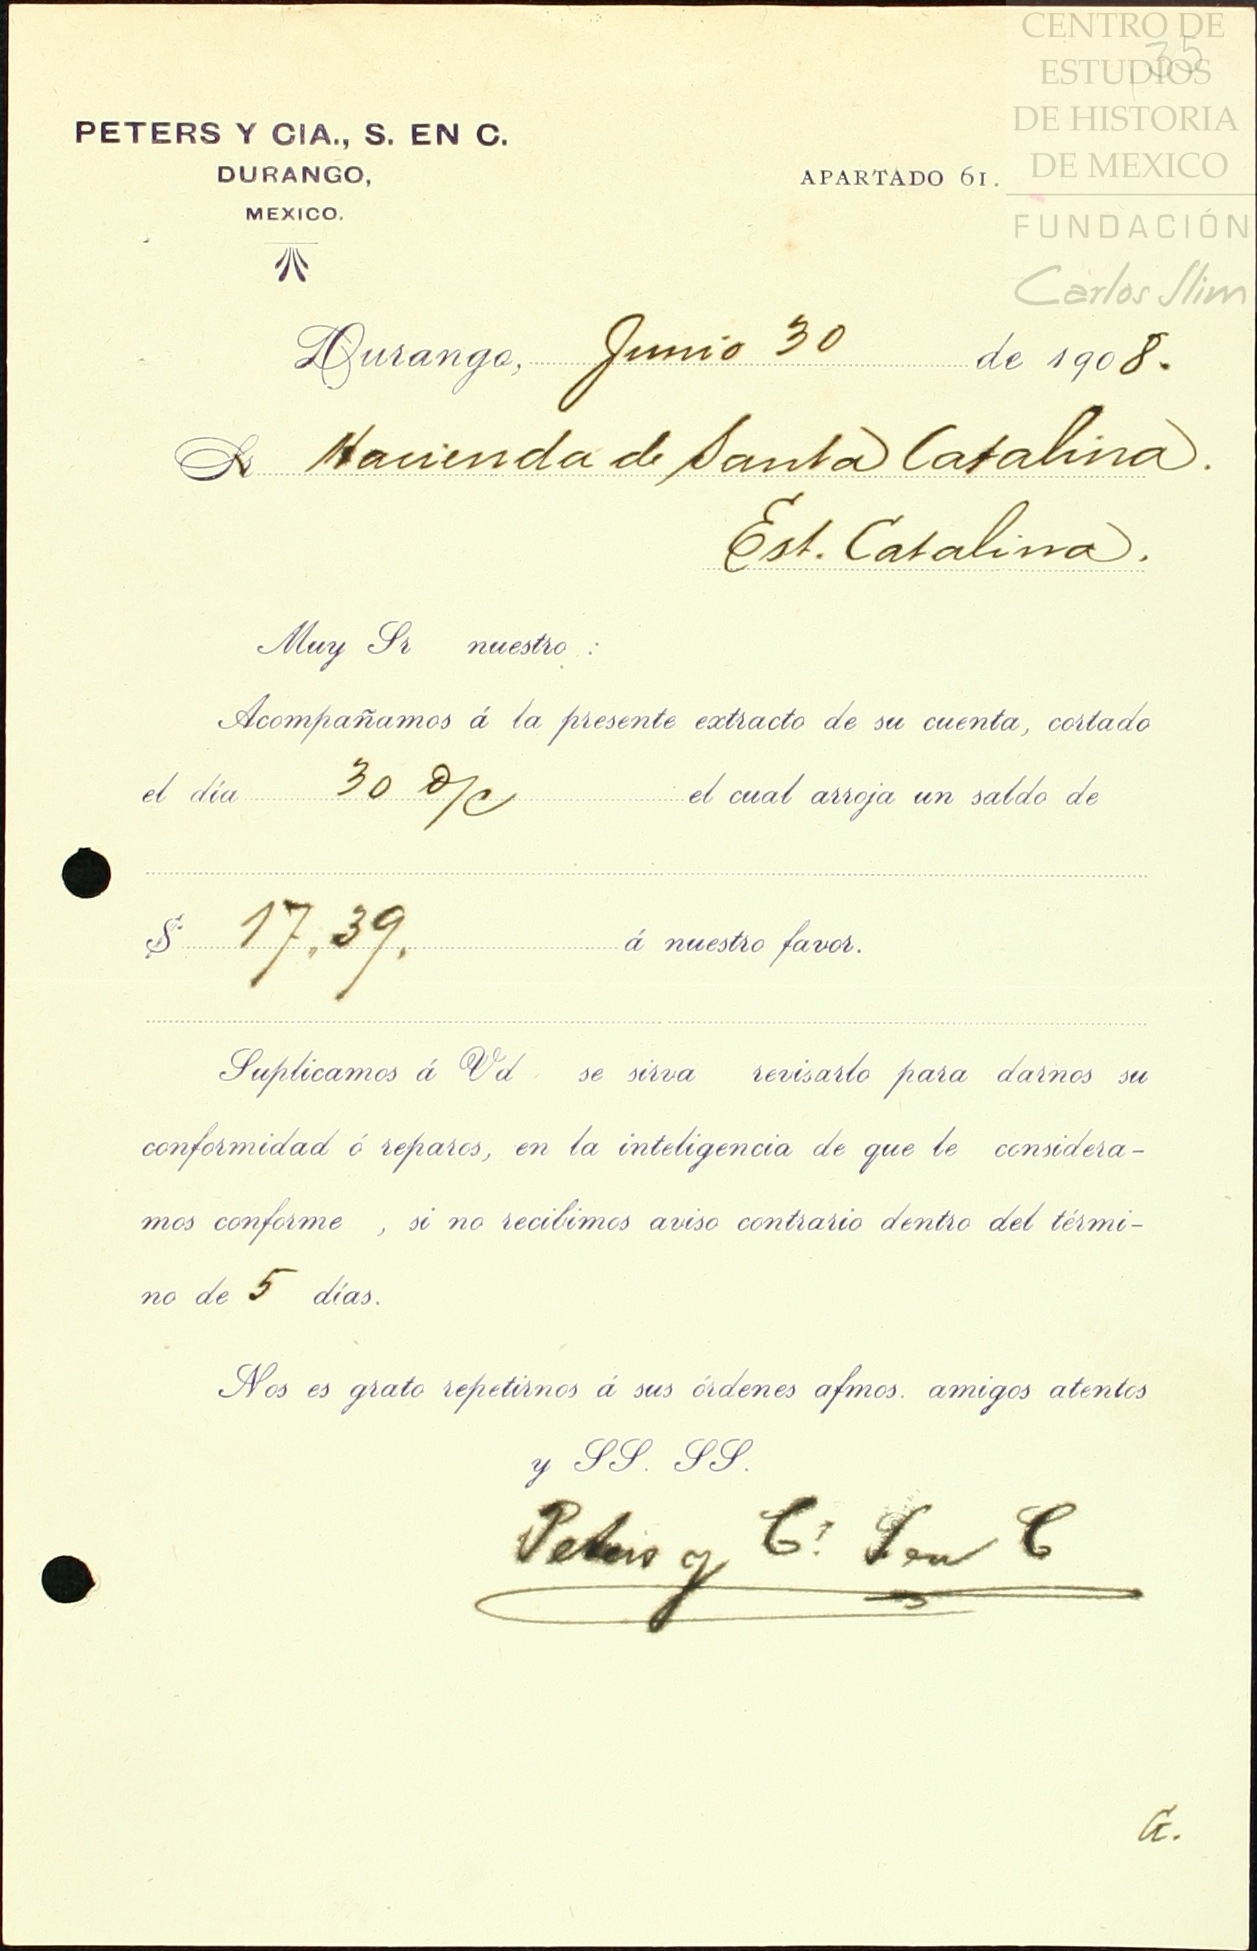 CENTRO DE
ESTUDIOS
DE HISTORIA
DE MEXICO
FUNDACIÓN
Carlos Slim
35
PETERS Y CIA., S. EN C.
DURANGO,
MEXICO.
APARTADO 61.
Durango, Junio 30 de 1908.
Sr Hacienda de Santa Catalina.
Est. Catalina.
Muy Sr nuestro :
Acompañamos á la presente extracto de su cuenta, cortado
el día 30 d/c el cual arroja un saldo de
$ 17,,39. á nuestro favor.
Suplicamos á Vd se sirva revisarlo para darnos su
conformidad ó reparos, en la inteligencia de que le considera-
mos conforme , si no recibimos aviso contrario dentro del térmi-
no de 5 días.
Nos es grato repetirnos á sus órdenes afmos. amigos atentos
y SS. SS.
Peters y Cª S en C
G.